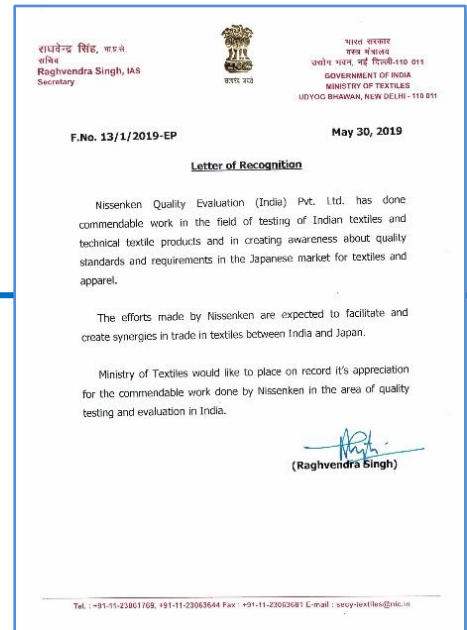 राघवेन्द्र सिंह, भा.प्र.से.
सचिव
Raghvendra Singh, IAS
Secretary
सत्यमेव जयते
भारत सरकार
वस्त्र मंत्रालय
उद्योग भवन, नई दिल्ली-110 011
GOVERNMENT OF INDIA
MINISTRY OF TEXTILES
UDYOG BHAWAN, NEW DELHI - 110 011
F.No. 13/1/2019-EP
May 30, 2019
Letter of Recognition
Nissenken Quality Evaluation (India) Pvt. Ltd. has done
commendable work in the field of testing of Indian textiles and
technical textile products and in creating awareness about quality
standards and requirements in the Japanese market for textiles and
apparel.
The efforts made by Nissenken are expected to facilitate and
create synergies in trade in textiles between India and Japan.
Ministry of Textiles would like to place on record it's appreciation
for the commendable work done by Nissenken in the area of quality
testing and evaluation in India.
(Raghvendra Singh)
Tel. : +91-11-23061769, +91-11-23063644 Fax : +91-11-23063681 E-mail : secy-textiles@nic.in